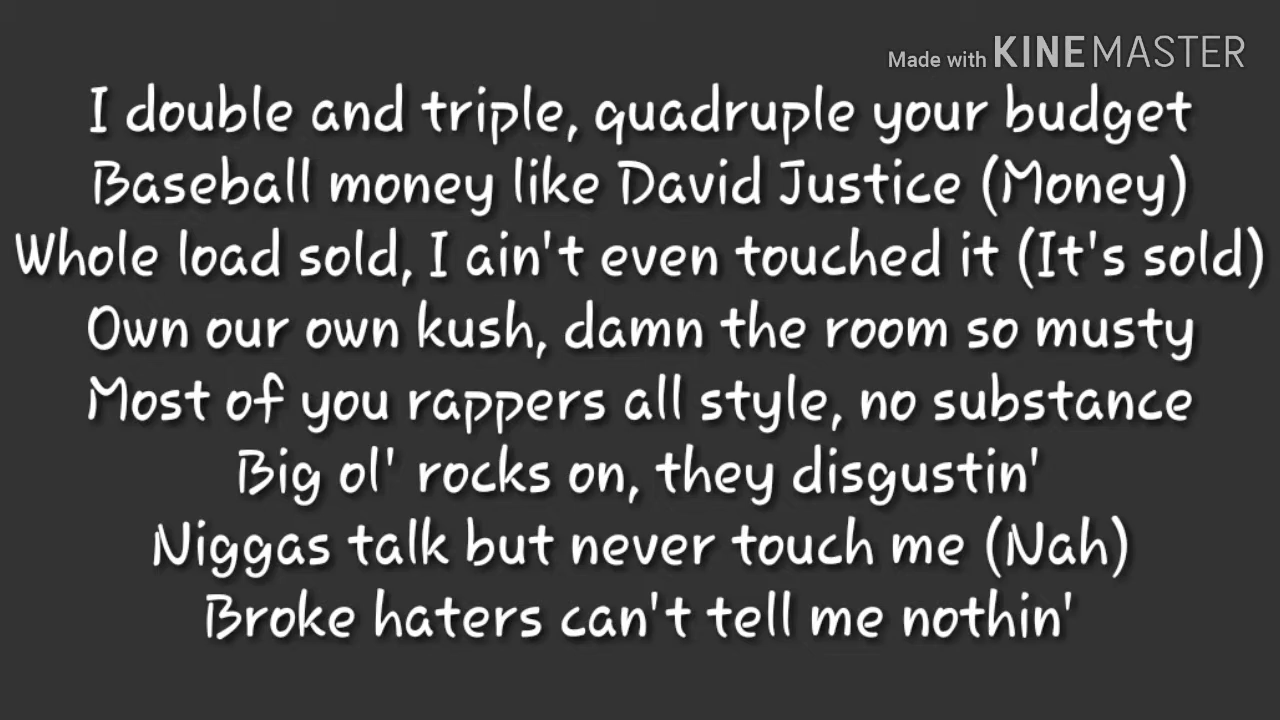 Made with KINEMASTER
I double and triple, quadruple your budget
Baseball money like David Justice (Money)
Whole load sold, I ain't even touched it (It's sold)
Own our own kush, damn the room so musty
Most of you rappers all style, no substance
Big ol' rocks on, they disgustin'
Niggas talk but never touch me (Nah)
Broke haters can't tell me nothin'